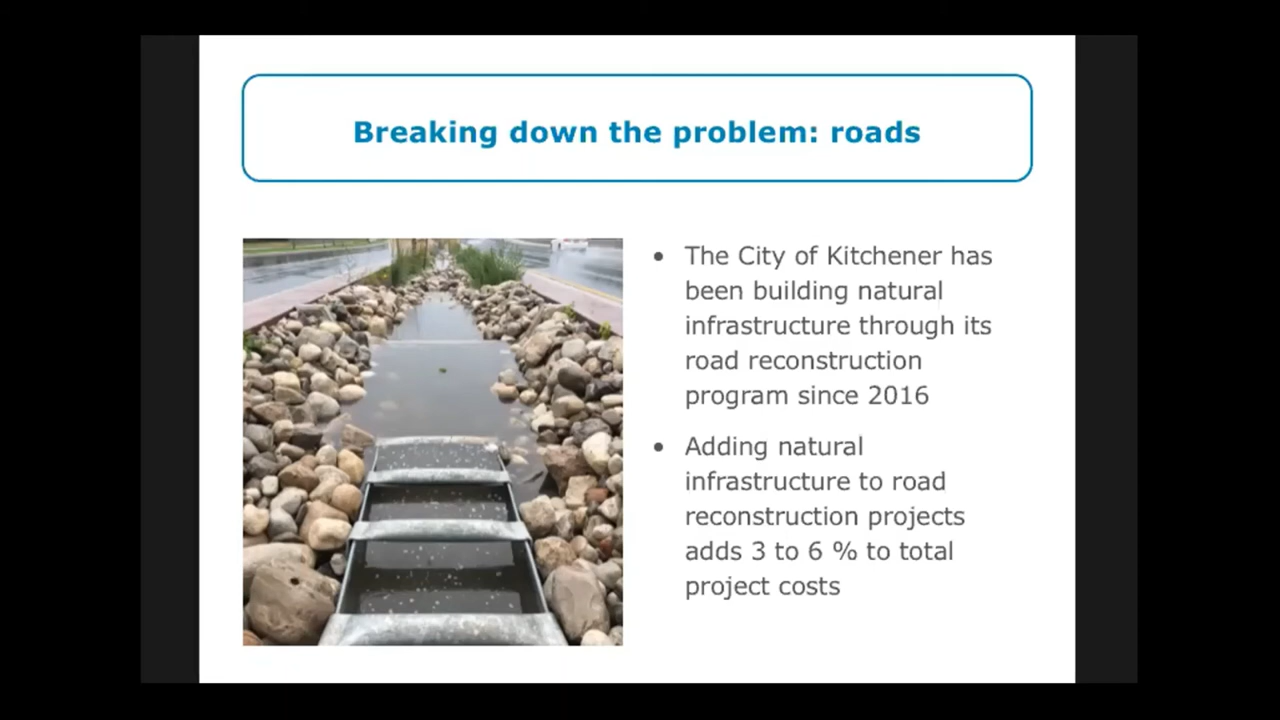 Breaking down the problem: roads
• The City of Kitchener has
been building natural
infrastructure through its
road reconstruction
program since 2016
• Adding natural
infrastructure to road
reconstruction projects
adds 3 to 6 % to total
project costs